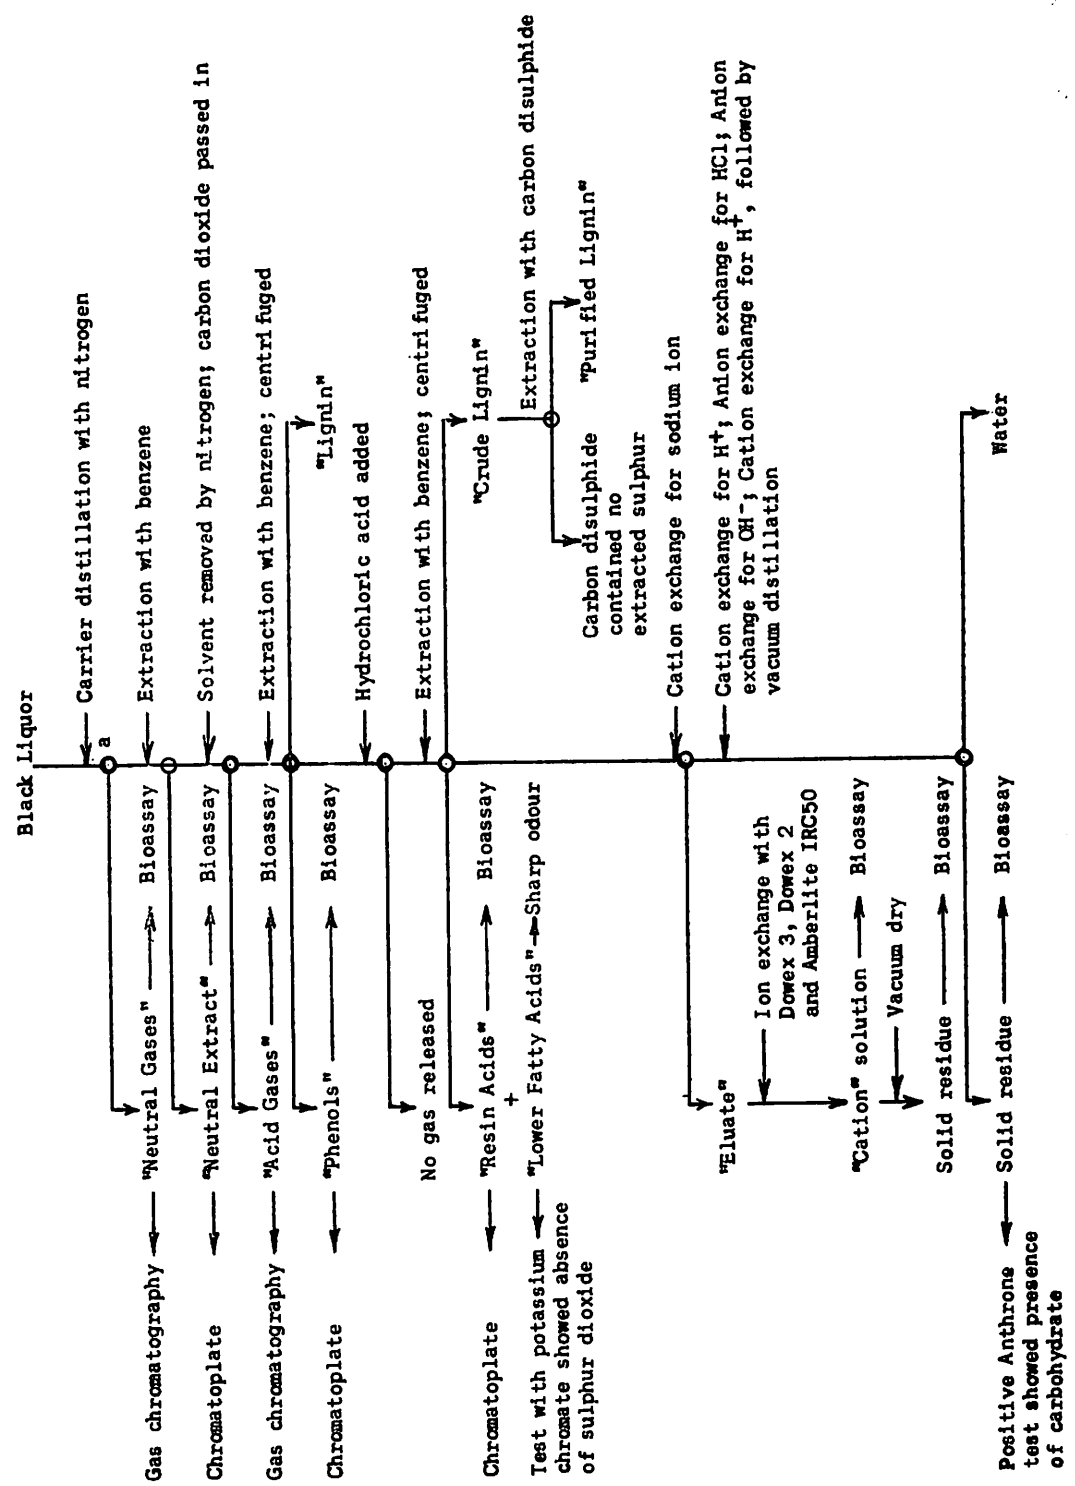 Black Liquor
Carrier distillation with nitrogen
a
Extraction with benzene
Gas chromatography
"Neutral Gases"
Bioassay
Solvent removed by nitrogen; carbon dioxide passed in
Chromatoplate
"Neutral Extract"
Bioassay
Extraction with benzene; centrifuged
Gas chromatography
"Acid Gases"
Bioassay
"Lignin"
Chromatoplate
"Phenols"
Bioassay
Hydrochloric acid added
No gas released
Extraction with benzene; centrifuged
Chromatoplate
"Resin Acids"
Bioassay
"Crude Lignin"
+
Test with potassium
chromate showed absence
of sulphur dioxide
"Lower Fatty Acids"
Sharp odour
Extraction with carbon disulphide
Carbon disulphide
contained no
extracted sulphur
"Purified Lignin"
Cation exchange for sodium ion
"Eluate"
Cation exchange for H+; Anion exchange for HCl; Anion
exchange for OH-; Cation exchange for H+, followed by
vacuum distillation
Ion exchange with
Dowex 3, Dowex 2
and Amberlite IRC50
"Cation" solution
Bioassay
Vacuum dry
Solid residue
Bioassay
Water
Positive Anthrone
test showed presence
of carbohydrate
Solid residue
Bioassay